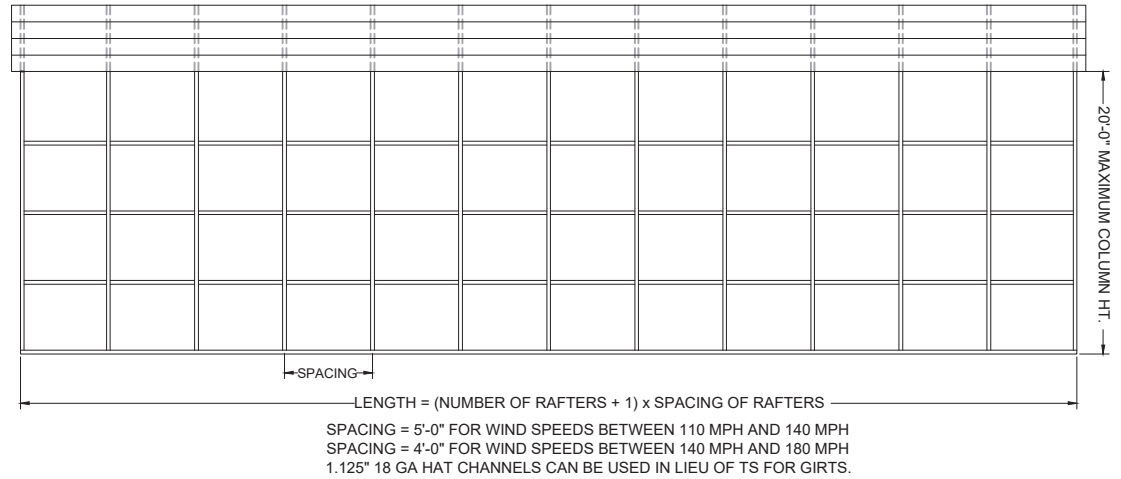 20'-0" MAXIMUM COLUMN HT.
SPACING
LENGTH = (NUMBER OF RAFTERS + 1) x SPACING OF RAFTERS
SPACING = 5'-0" FOR WIND SPEEDS BETWEEN 110 MPH AND 140 MPH
SPACING = 4'-0" FOR WIND SPEEDS BETWEEN 140 MPH AND 180 MPH
1.125" 18 GA HAT CHANNELS CAN BE USED IN LIEU OF TS FOR GIRTS.